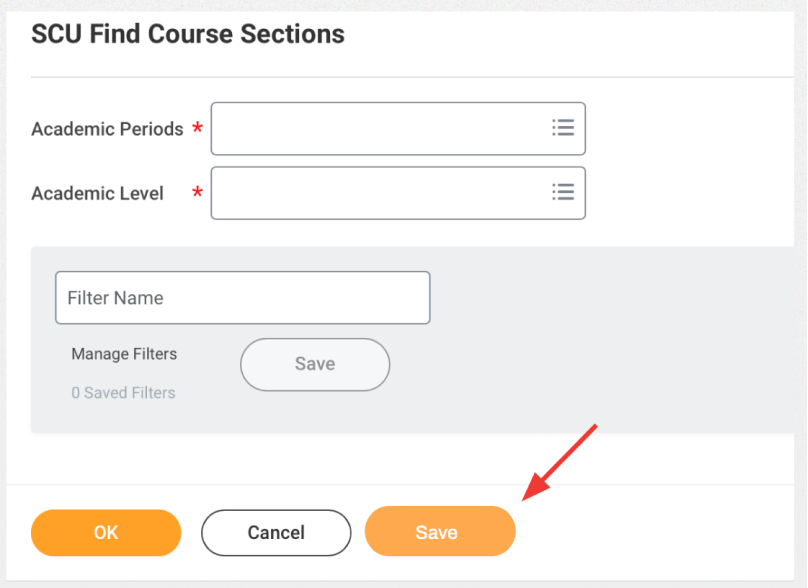 SCU Find Course Sections
Academic Periods *
Academic Level *
Filter Name
Manage Filters
Save
0 Saved Filters
OK Cancel Save